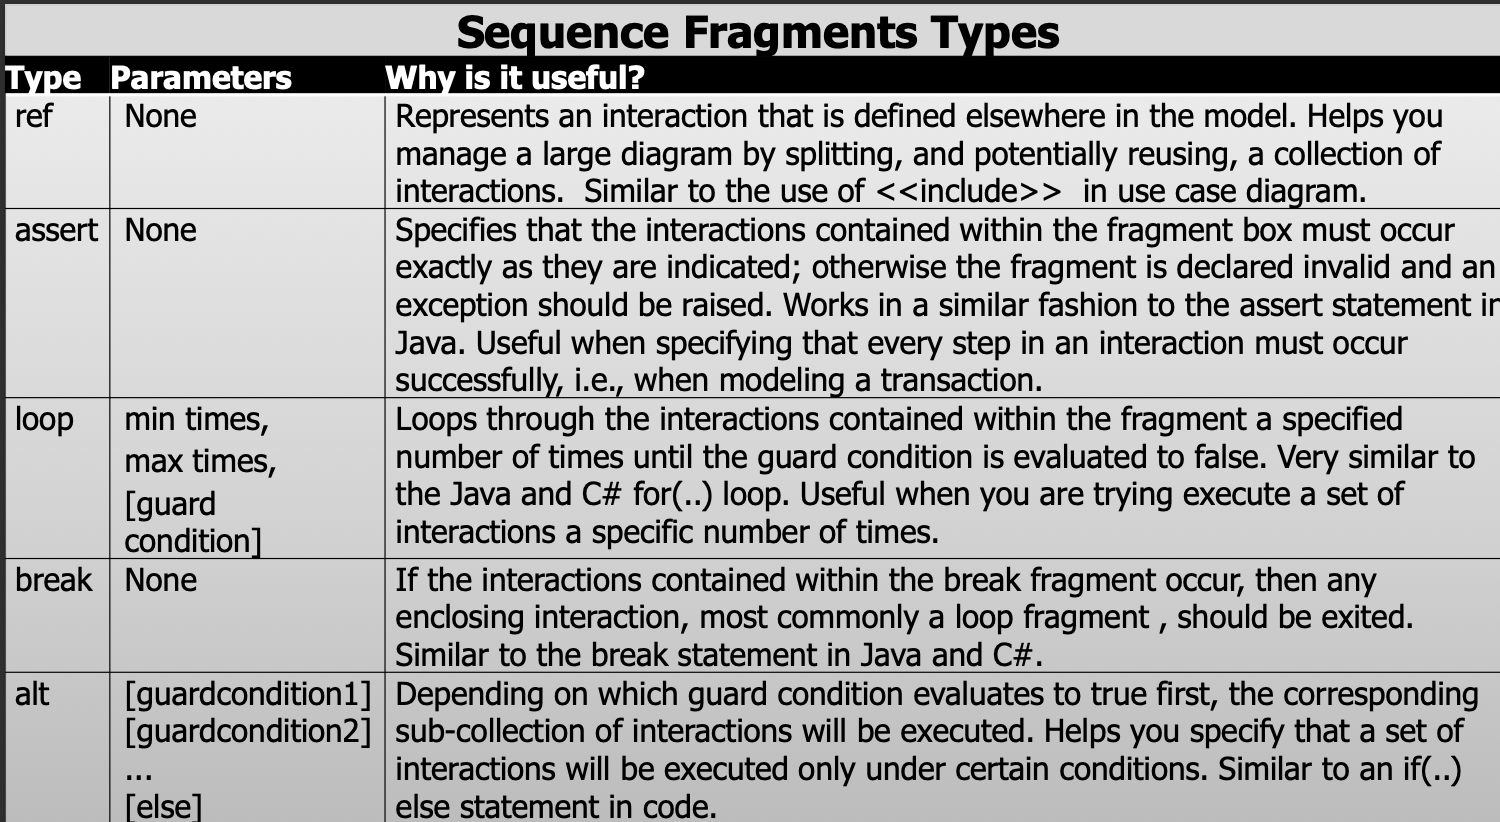 Sequence Fragments Types
Type Parameters Why is it useful?
ref None Represents an interaction that is defined elsewhere in the model. Helps you
manage a large diagram by splitting, and potentially reusing, a collection of
interactions.  Similar to the use of <<include>>  in use case diagram.
assert None Specifies that the interactions contained within the fragment box must occur
exactly as they are indicated; otherwise the fragment is declared invalid and an
exception should be raised. Works in a similar fashion to the assert statement in
Java. Useful when specifying that every step in an interaction must occur
successfully, i.e., when modeling a transaction.
loop min times, Loops through the interactions contained within the fragment a specified
max times, number of times until the guard condition is evaluated to false. Very similar to
[guard the Java and C# for(..) loop. Useful when you are trying execute a set of
condition] interactions a specific number of times.
break None If the interactions contained within the break fragment occur, then any
enclosing interaction, most commonly a loop fragment , should be exited.
Similar to the break statement in Java and C#.
alt [guardcondition1] Depending on which guard condition evaluates to true first, the corresponding
[guardcondition2] sub-collection of interactions will be executed. Helps you specify that a set of
... interactions will be executed only under certain conditions. Similar to an if(..)
[else] else statement in code.